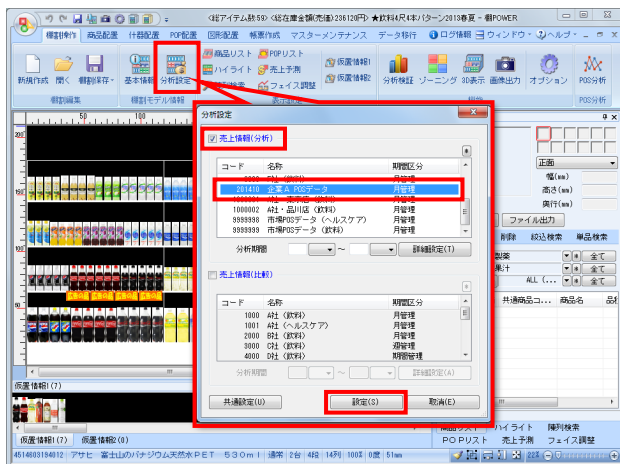 <総アイテム数:59> <総在庫金額(売価):236120円> ★飲料4尺4本パターン2013春夏 - 棚POWER
棚割操作 商品配置 什器配置 POP配置 図形配置 帳票作成 マスターメンテナンス データ移行 ログ情報 ウィンドウ ヘルプ
新規作成 開く 棚割保存 基本情報 分析設定
商品リスト POPリスト 仮置情報1
ハイライト 売上予測 仮置情報2
フェイス調整
分析検証 ゾーニング 3D表示 画像出力 オプション POS分析
棚割編集 棚割モデル情報 POS分析
50 100
分析設定
売上情報(分析)
コード 名称 期間区分
201410 企業A POSデータ 月管理
1000002 A社・品川店 (飲料) 月管理
9999998 市場POSデータ (ヘルスケア) 月管理
9999999 市場POSデータ (飲料) 月管理
分析期間 ~ 詳細設定(T)
売上情報(比較)
コード 名称 期間区分
1000 A社 (飲料) 月管理
1001 A社 (ヘルスケア) 月管理
2000 B社 (飲料) 月管理
3000 C社 (飲料) 週管理
4000 D社 (飲料) 期間管理
分析期間 ~ 詳細設定(A)
共通設定(U) 設定(S) 取消(E)
正面
幅(mm)
高さ(mm)
奥行(mm)
ファイル出力
削除 絞込検索 単品検索
全て
全て
ALL (... 全て
共通商品コ... 商品名
仮置情報1(7)
仮置情報1(7) 仮置情報2(0)
ハイライト 陳列検索
POPリスト 売上予測 フェイス調整
4514603194012 アサヒ 富士山のバナジウム天然水PET 530ml 通常 2台 4段 14列 100% 0度 51mm 22%